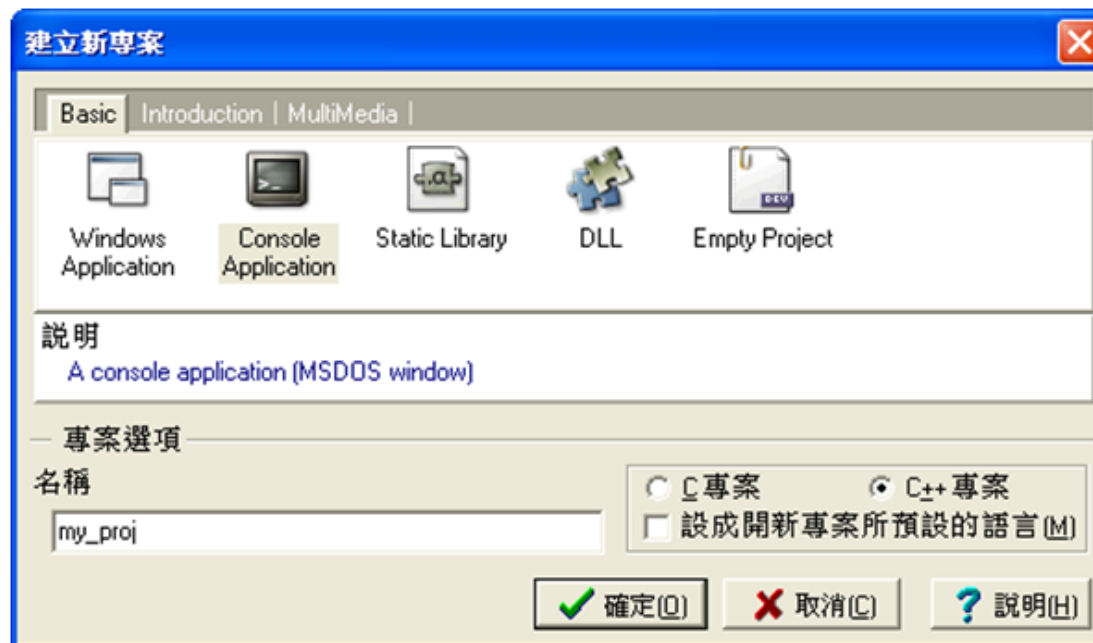 建立新專案
Basic Introduction MultiMedia
>_ .a DEV
Windows Application
Console Application
Static Library
DLL
Empty Project
說明
A console application (MSDOS window)
專案選項
名稱
C專案 C++專案
my_proj
設成開新專案所預設的語言(M)
確定(O) 取消(C) 說明(H)